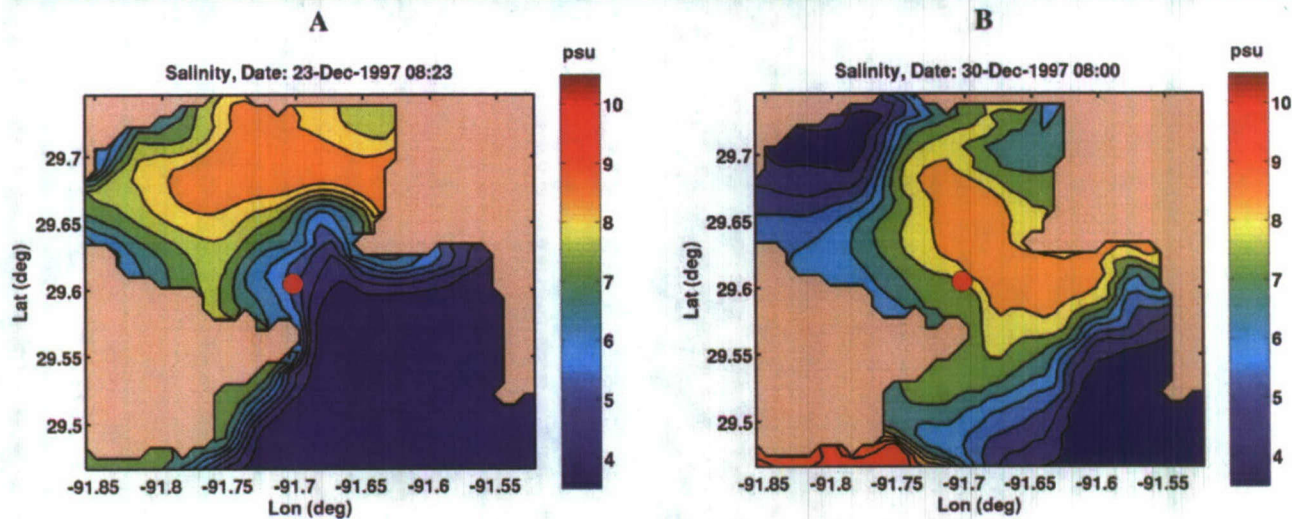 A
B
Salinity, Date: 23-Dec-1997 08:23
psu
Salinity, Date: 30-Dec-1997 08:00
psu
10
9
8
7
6
5
4
29.7
29.65
29.6
29.55
29.5
Lat (deg)
-91.85 -91.8 -91.75 -91.7 -91.65 -91.6 -91.55
Lon (deg)
10
9
8
7
6
5
4
29.7
29.65
29.6
29.55
29.5
Lat (deg)
-91.85 -91.8 -91.75 -91.7 -91.65 -91.6 -91.55
Lon (deg)